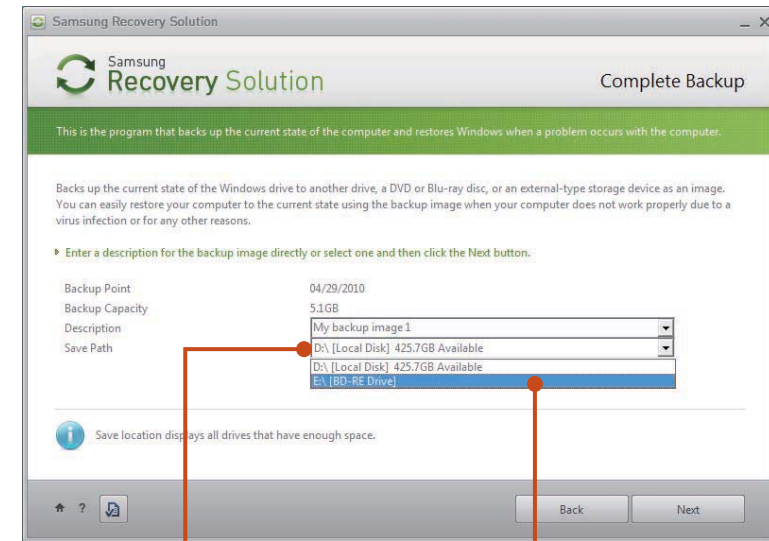 Samsung Recovery Solution
Samsung
Recovery Solution
Complete Backup
This is the program that backs up the current state of the computer and restores Windows when a problem occurs with the computer.
Backs up the current state of the Windows drive to another drive, a DVD or Blu-ray disc, or an external-type storage device as an image.
You can easily restore your computer to the current state using the backup image when your computer does not work properly due to a
virus infection or for any other reasons.
Enter a description for the backup image directly or select one and then click the Next button.
Backup Point 04/29/2010
Backup Capacity 5.1GB
Description My backup image 1
Save Path D:\ [Local Disk] 425.7GB Available
D:\ [Local Disk] 425.7GB Available
E:\ [BD-RE Drive]
Save location displays all drives that have enough space.
? Back Next